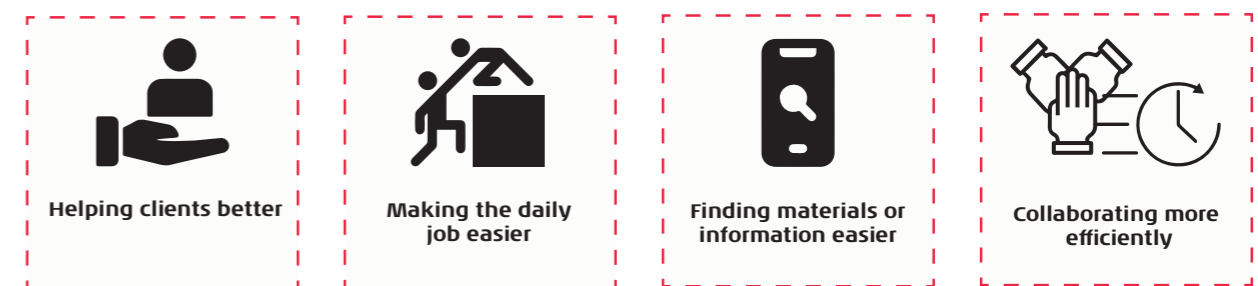 Helping clients better
Making the daily
job easier
Finding materials or
information easier
Collaborating more
efficiently